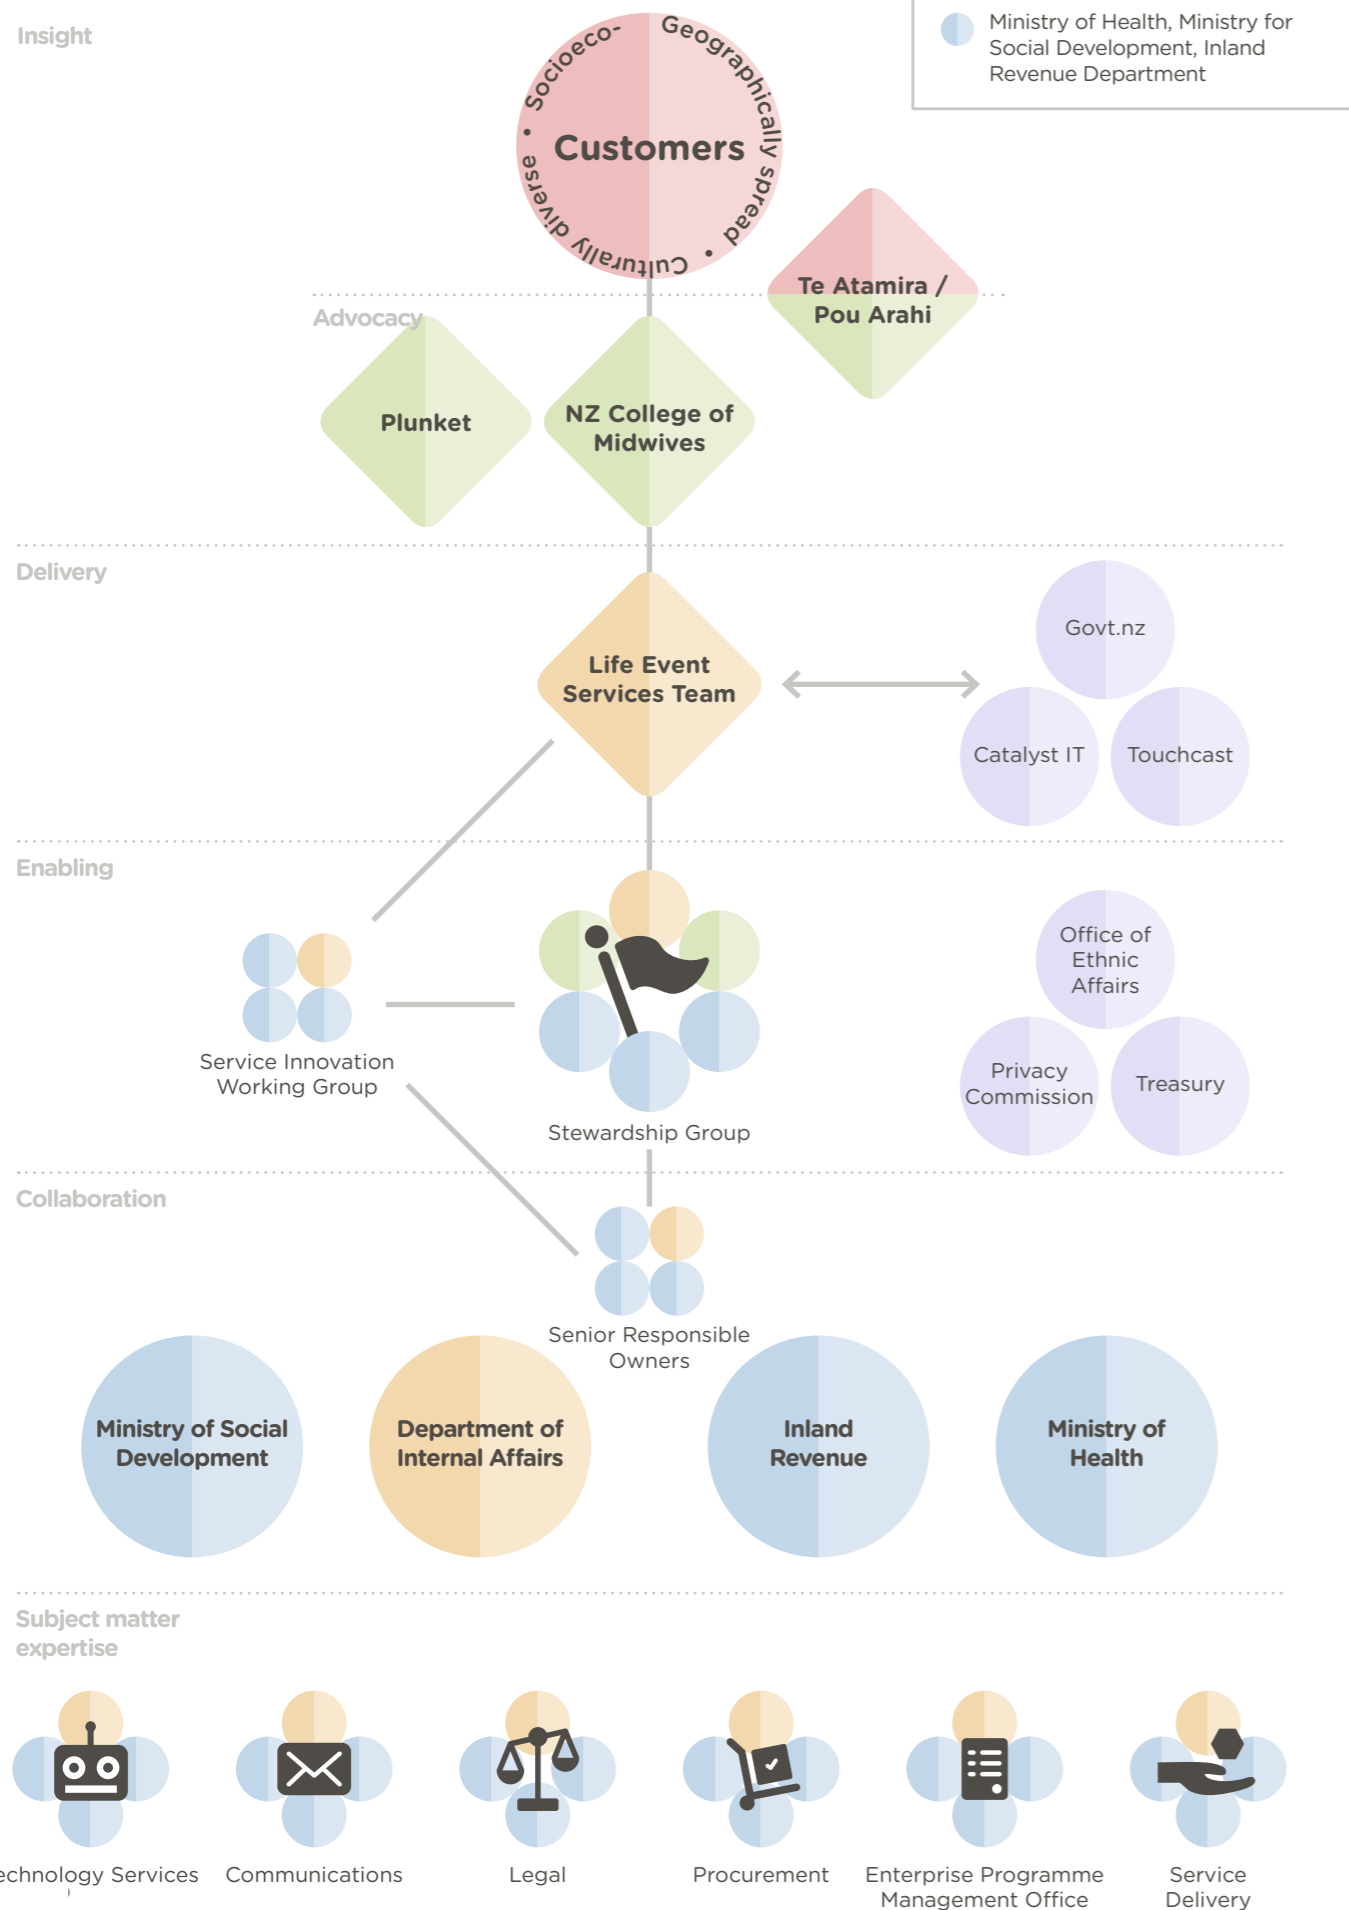 Insight
Ministry of Health, Ministry for
Social Development, Inland
Revenue Department
Socioeco-
Geographically spread •
Culturally diverse •
Customers
Te Atamira /
Pou Arahi
Advocacy
Plunket
NZ College of
Midwives
Delivery
Life Event
Services Team
Govt.nz
Catalyst IT
Touchcast
Enabling
Office of
Ethnic
Affairs
Privacy
Commission
Treasury
Service Innovation
Working Group
Stewardship Group
Collaboration
Senior Responsible
Owners
Ministry of Social
Development
Department of
Internal Affairs
Inland
Revenue
Ministry of
Health
Subject matter
expertise
echnology Services
Communications
Legal
Procurement
Enterprise Programme
Management Office
Service
Delivery